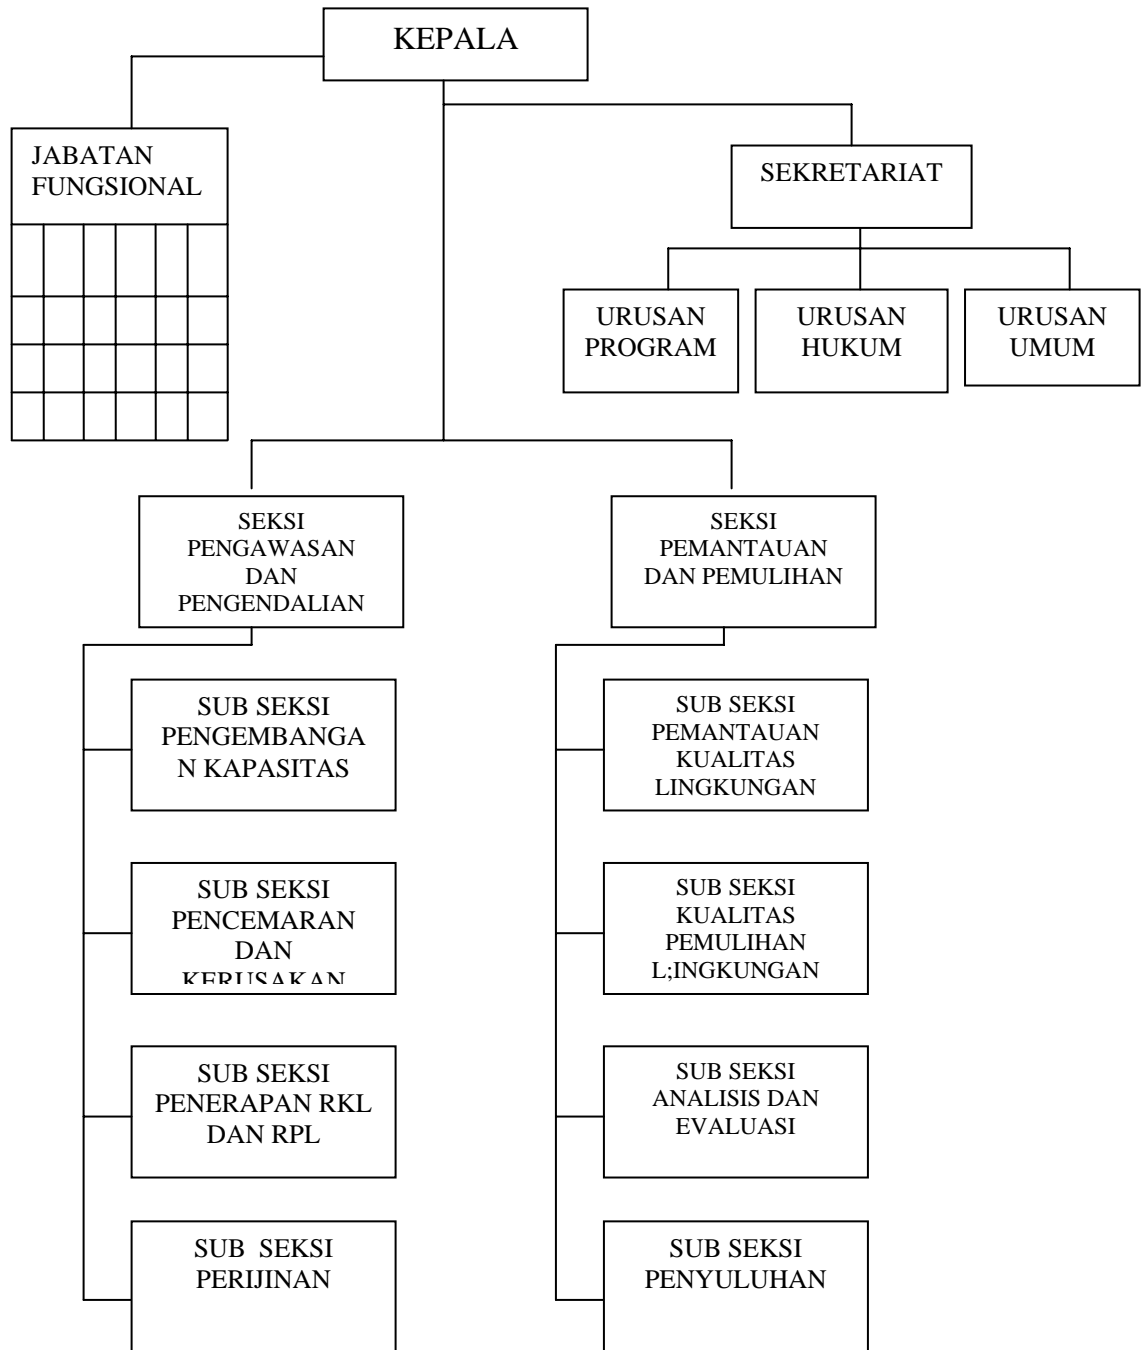 KEPALA
JABATAN
FUNGSIONAL
SEKRETARIAT
URUSAN
PROGRAM
URUSAN
HUKUM
URUSAN
UMUM
SEKSI
PENGAWASAN
DAN
PENGENDALIAN
SEKSI
PEMANTAUAN
DAN PEMULIHAN
SUB SEKSI
PENGEMBANGA
N KAPASITAS
SUB SEKSI
PENCEMARAN
DAN
KERUSAKAN
SUB SEKSI
PENERAPAN RKL
DAN RPL
SUB SEKSI
PERIJINAN
SUB SEKSI
PEMANTAUAN
KUALITAS
LINGKUNGAN
SUB SEKSI
KUALITAS
PEMULIHAN
L;INGKUNGAN
SUB SEKSI
ANALISIS DAN
EVALUASI
SUB SEKSI
PENYULUHAN